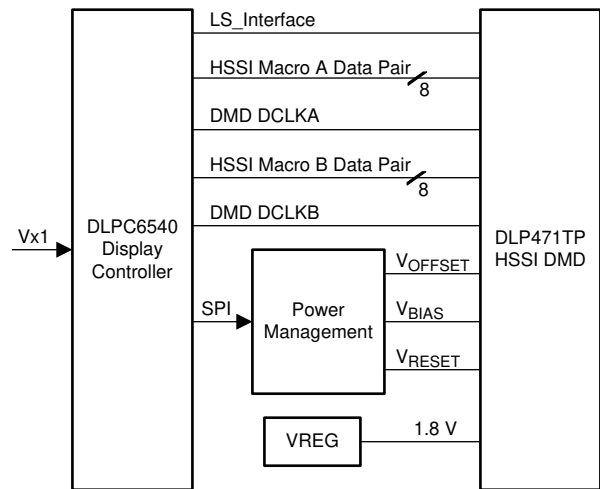 LS_Interface
HSSI Macro A Data Pair
8
DMD DCLKA
HSSI Macro B Data Pair
8
DMD DCLKB
Vx1
DLPC6540
Display
Controller
SPI
Power
Management
VOFFSET
VBIAS
VRESET
DLP471TP
HSSI DMD
VREG
1.8 V